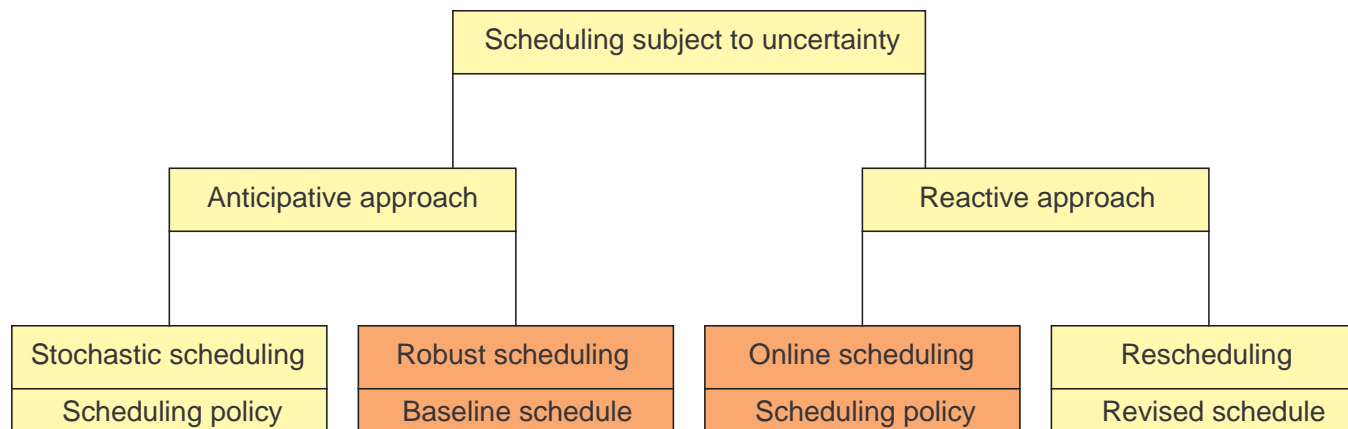 Scheduling subject to uncertainty
Anticipative approach
Reactive approach
Stochastic scheduling
Scheduling policy
Robust scheduling
Baseline schedule
Online scheduling
Scheduling policy
Rescheduling
Revised schedule